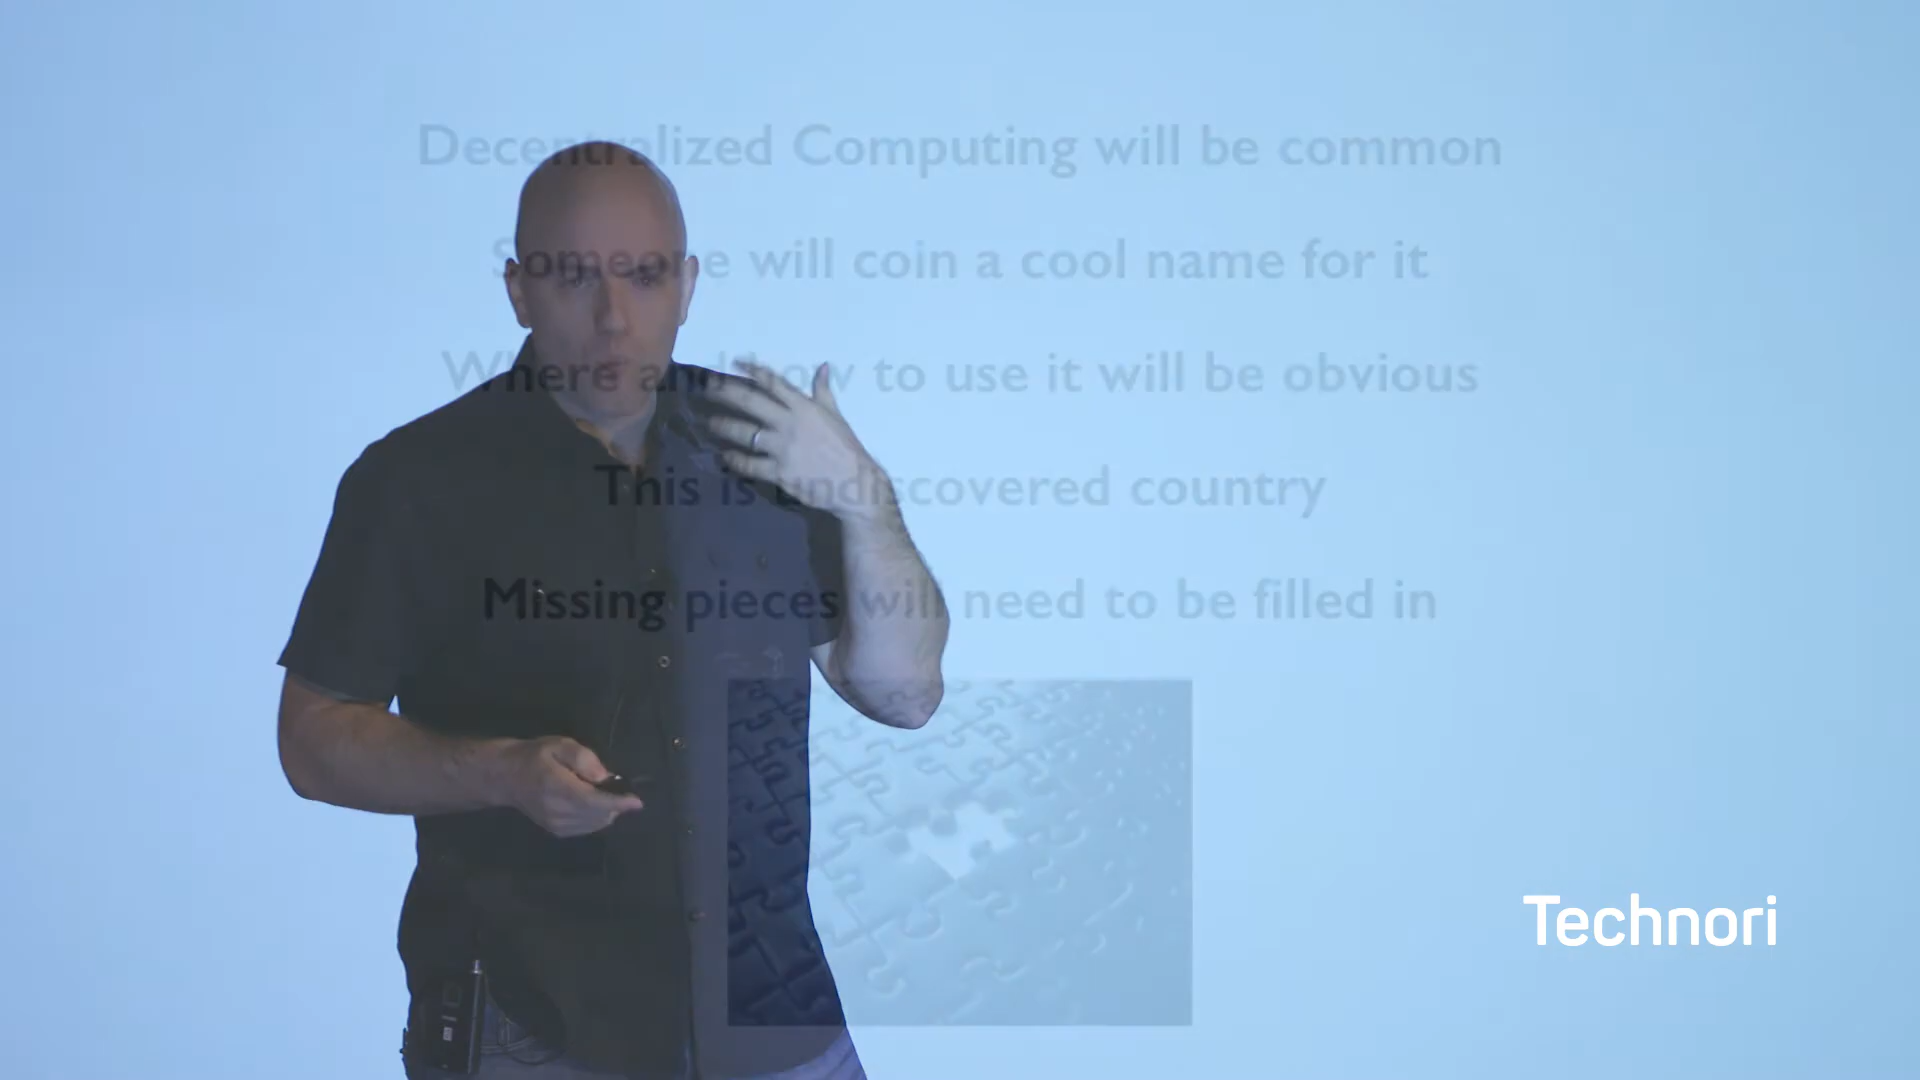 Decentralized Computing will be common
Someone will coin a cool name for it
Where and how to use it will be obvious
This is undiscovered country
Missing pieces will need to be filled in
Technori